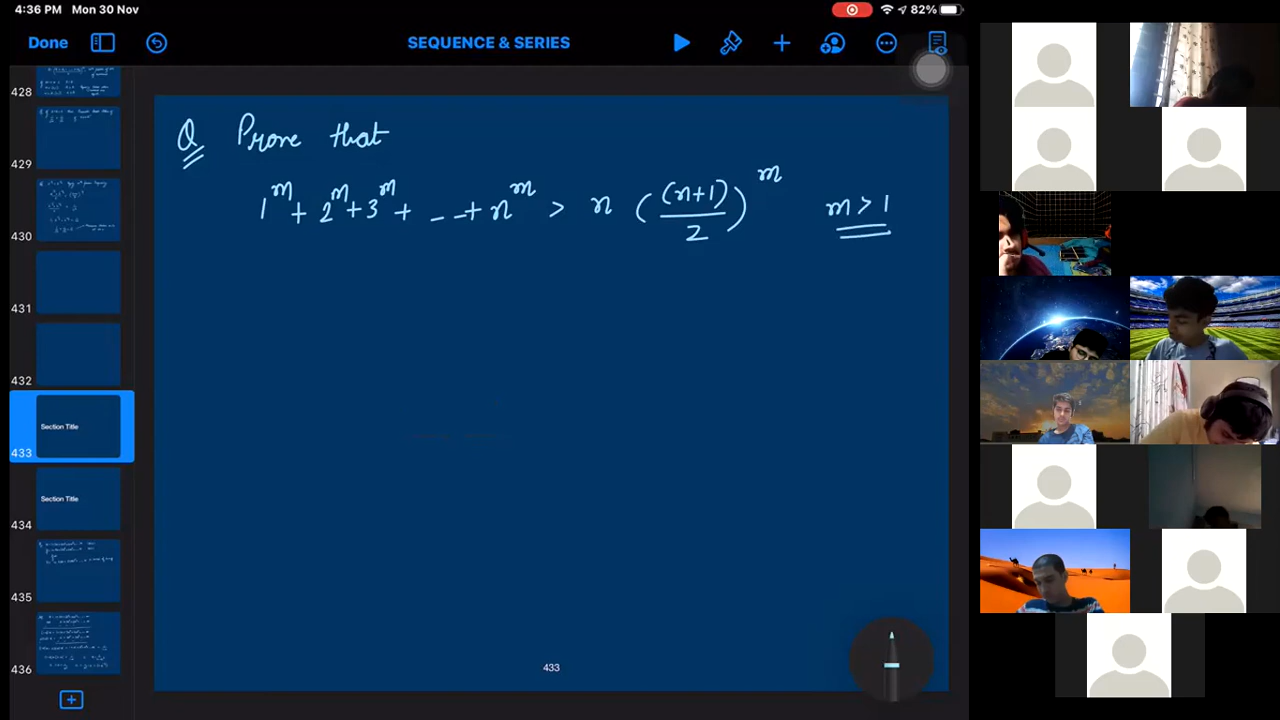 4:36 PM Mon 30 Nov
82%
Done
SEQUENCE & SERIES
428
429
430
431
432
Section Title
433
Section Title
434
435
436
Q Prove that
1^m + 2^m + 3^m + - - + n^m > n ((n+1)/2)^m m > 1
433